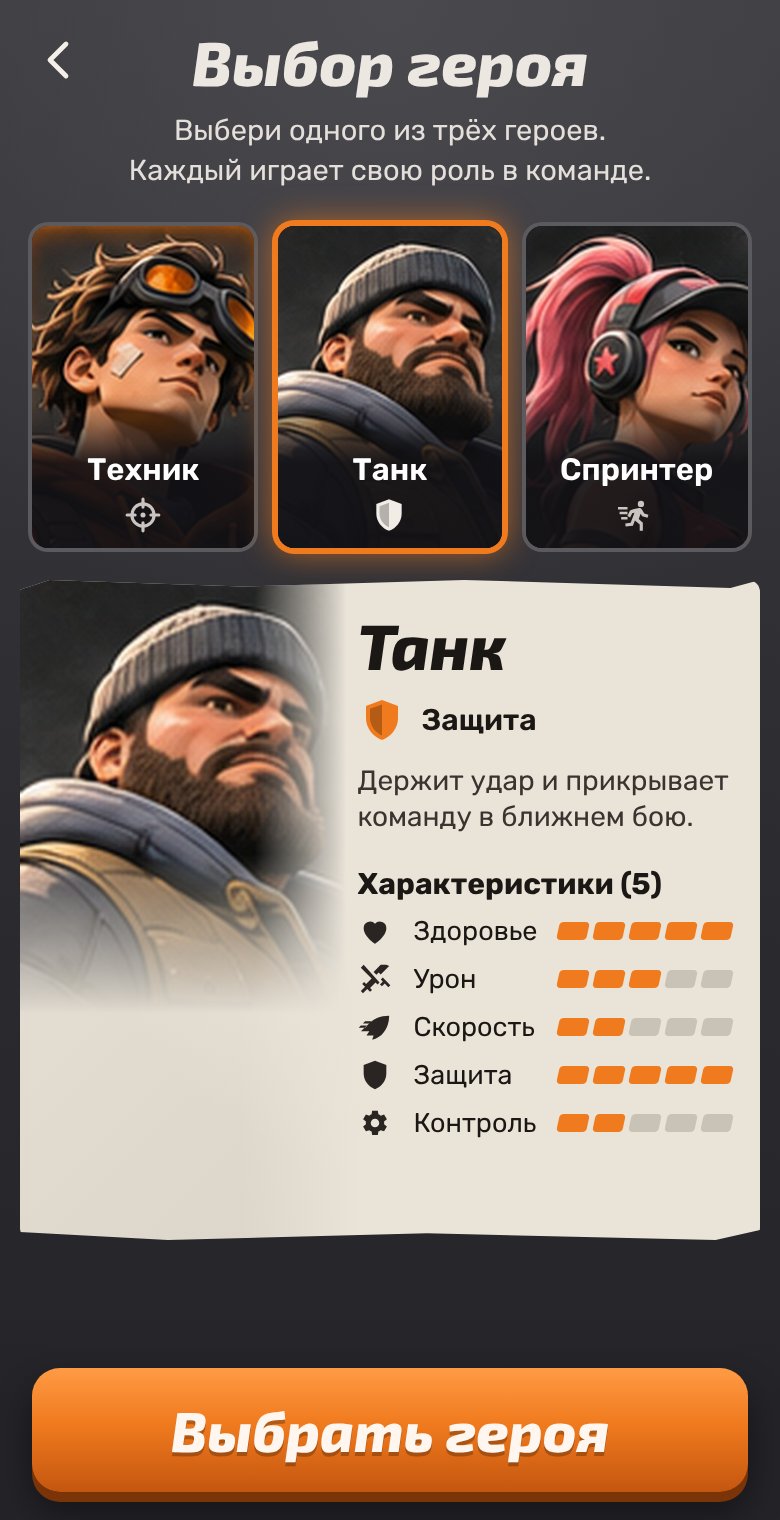 Выбор героя
Выбери одного из трёх героев.
Каждый играет свою роль в команде.
Техник
Танк
Спринтер
Танк
Защита
Держит удар и прикрывает
команду в ближнем бою.
Характеристики (5)
Здоровье
Урон
Скорость
Защита
Контроль
Выбрать героя